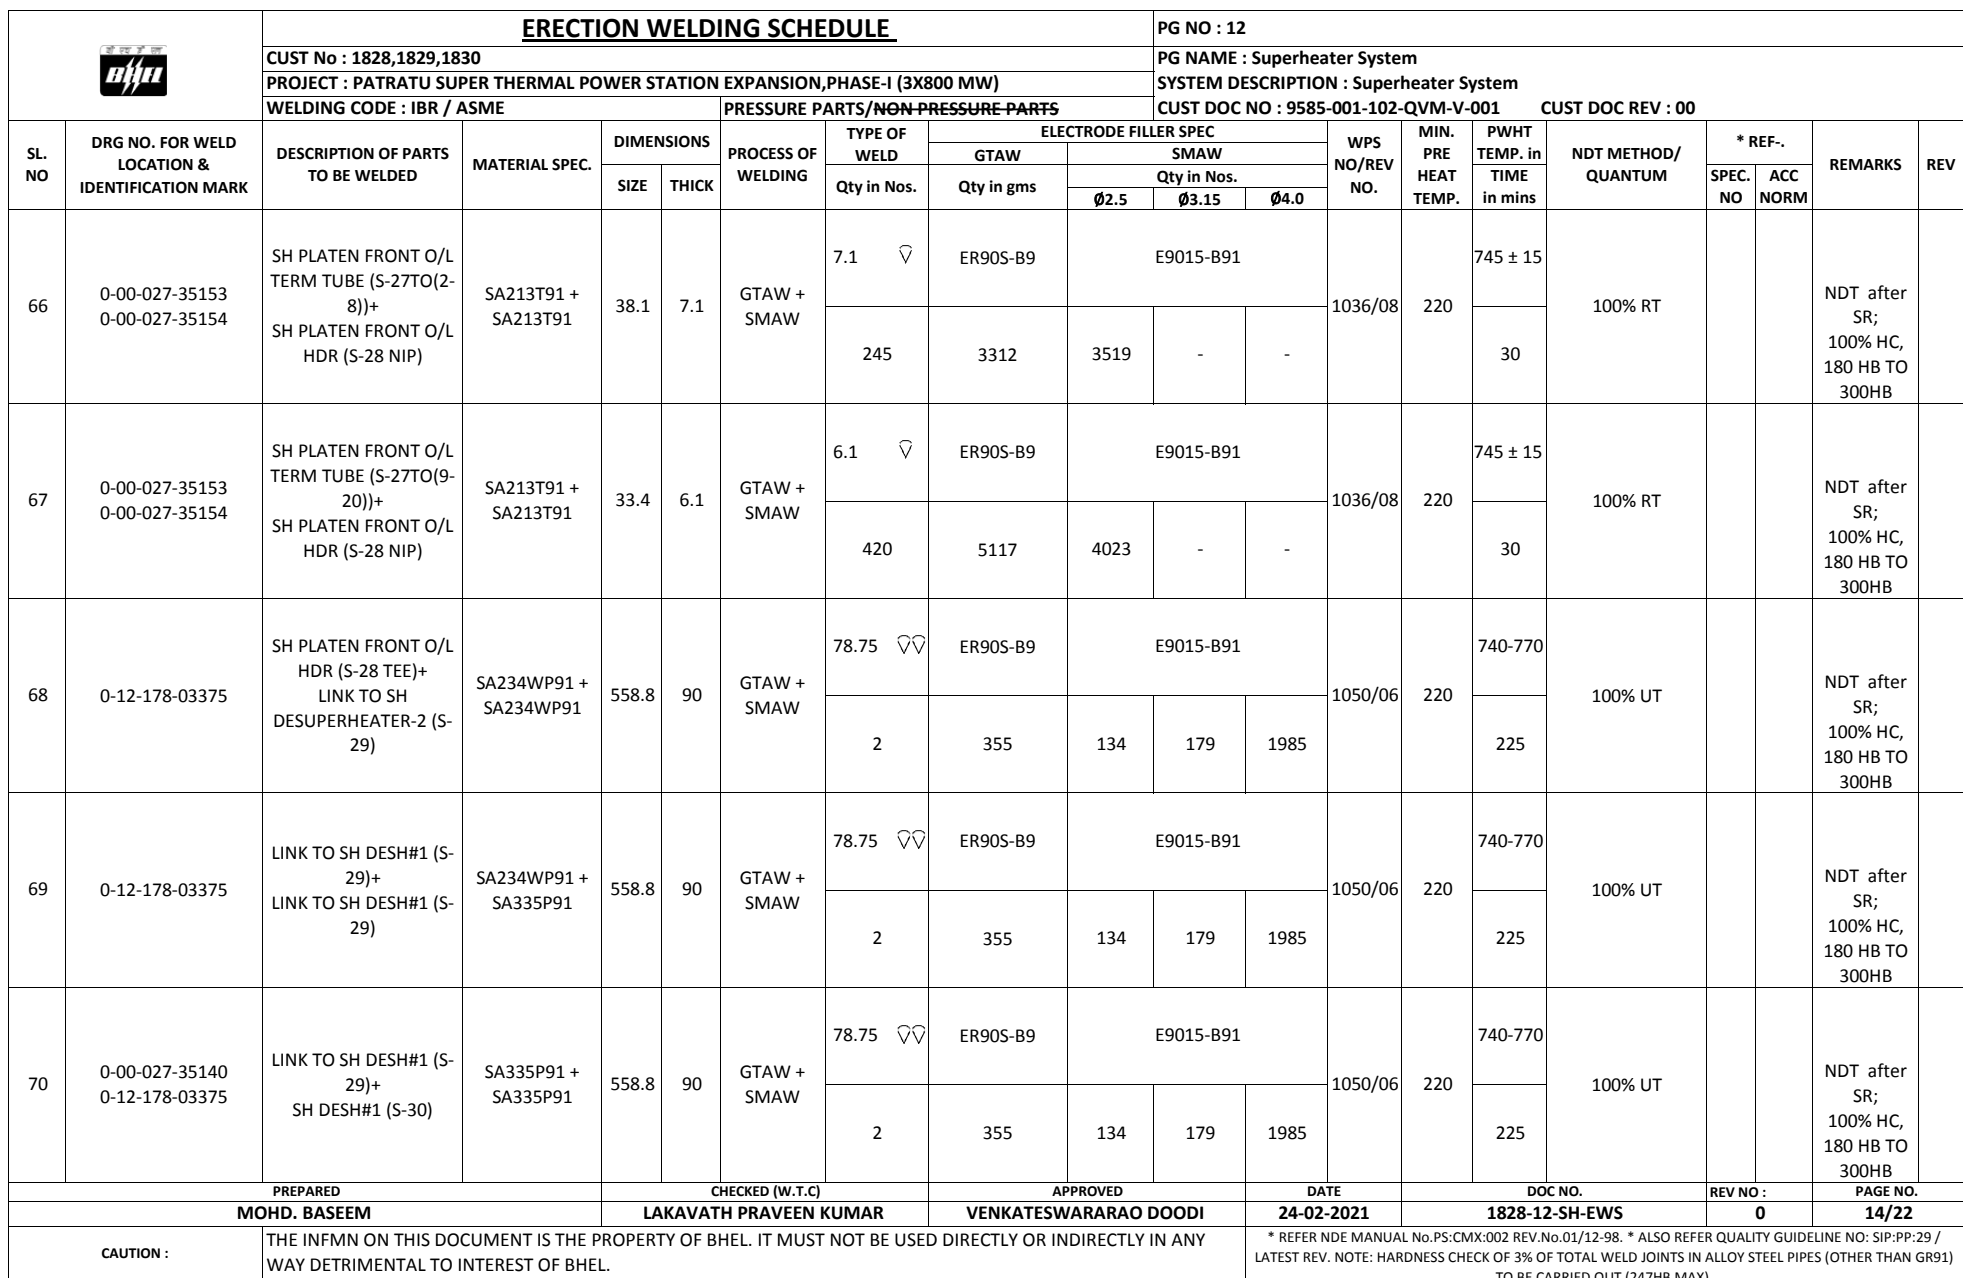 ERECTION WELDING SCHEDULE
PG NO : 12
BHEL
CUST No : 1828,1829,1830
PG NAME : Superheater System
PROJECT : PATRATU SUPER THERMAL POWER STATION EXPANSION,PHASE-I (3X800 MW)
SYSTEM DESCRIPTION : Superheater System
WELDING CODE : IBR / ASME
PRESSURE PARTS/NON PRESSURE PARTS
CUST DOC NO : 9585-001-102-QVM-V-001 CUST DOC REV : 00
SL. NO
DRG NO. FOR WELD
LOCATION &
IDENTIFICATION MARK
DESCRIPTION OF PARTS
TO BE WELDED
MATERIAL SPEC.
DIMENSIONS
SIZE THICK
PROCESS OF
WELDING
TYPE OF
WELD
Qty in Nos.
ELECTRODE FILLER SPEC
GTAW SMAW
Qty in gms Qty in Nos.
Ø2.5 Ø3.15 Ø4.0
WPS
NO/REV
NO.
MIN.
PRE
HEAT
TEMP.
PWHT
TEMP. in
TIME
in mins
NDT METHOD/
QUANTUM
* REF-.
SPEC.
NO
ACC
NORM
REMARKS
REV
66
0-00-027-35153
0-00-027-35154
SH PLATEN FRONT O/L
TERM TUBE (S-27TO(2-
8))+
SH PLATEN FRONT O/L
HDR (S-28 NIP)
SA213T91 +
SA213T91
38.1 7.1
GTAW +
SMAW
7.1
245
ER90S-B9 E9015-B91
3312 3519 - -
1036/08 220
745 ± 15
30
100% RT
NDT after
SR;
100% HC,
180 HB TO
300HB
67
0-00-027-35153
0-00-027-35154
SH PLATEN FRONT O/L
TERM TUBE (S-27TO(9-
20))+
SH PLATEN FRONT O/L
HDR (S-28 NIP)
SA213T91 +
SA213T91
33.4 6.1
GTAW +
SMAW
6.1
420
ER90S-B9 E9015-B91
5117 4023 - -
1036/08 220
745 ± 15
30
100% RT
NDT after
SR;
100% HC,
180 HB TO
300HB
68
0-12-178-03375
SH PLATEN FRONT O/L
HDR (S-28 TEE)+
LINK TO SH
DESUPERHEATER-2 (S-
29)
SA234WP91 +
SA234WP91
558.8 90
GTAW +
SMAW
78.75
2
ER90S-B9 E9015-B91
355 134 179 1985
1050/06 220
740-770
225
100% UT
NDT after
SR;
100% HC,
180 HB TO
300HB
69
0-12-178-03375
LINK TO SH DESH#1 (S-
29)+
LINK TO SH DESH#1 (S-
29)
SA234WP91 +
SA335P91
558.8 90
GTAW +
SMAW
78.75
2
ER90S-B9 E9015-B91
355 134 179 1985
1050/06 220
740-770
225
100% UT
NDT after
SR;
100% HC,
180 HB TO
300HB
70
0-00-027-35140
0-12-178-03375
LINK TO SH DESH#1 (S-
29)+
SH DESH#1 (S-30)
SA335P91 +
SA335P91
558.8 90
GTAW +
SMAW
78.75
2
ER90S-B9 E9015-B91
355 134 179 1985
1050/06 220
740-770
225
100% UT
NDT after
SR;
100% HC,
180 HB TO
300HB
PREPARED CHECKED (W.T.C) APPROVED DATE DOC NO. REV NO : PAGE NO.
MOHD. BASEEM LAKAVATH PRAVEEN KUMAR VENKATESWARARAO DOODI 24-02-2021 1828-12-SH-EWS 0 14/22
CAUTION :
THE INFMN ON THIS DOCUMENT IS THE PROPERTY OF BHEL. IT MUST NOT BE USED DIRECTLY OR INDIRECTLY IN ANY
WAY DETRIMENTAL TO INTEREST OF BHEL.
* REFER NDE MANUAL No.PS:CMX:002 REV.No.01/12-98. * ALSO REFER QUALITY GUIDELINE NO: SIP:PP:29 /
LATEST REV. NOTE: HARDNESS CHECK OF 3% OF TOTAL WELD JOINTS IN ALLOY STEEL PIPES (OTHER THAN GR91)
TO BE CARRIED OUT (247HB MAX)